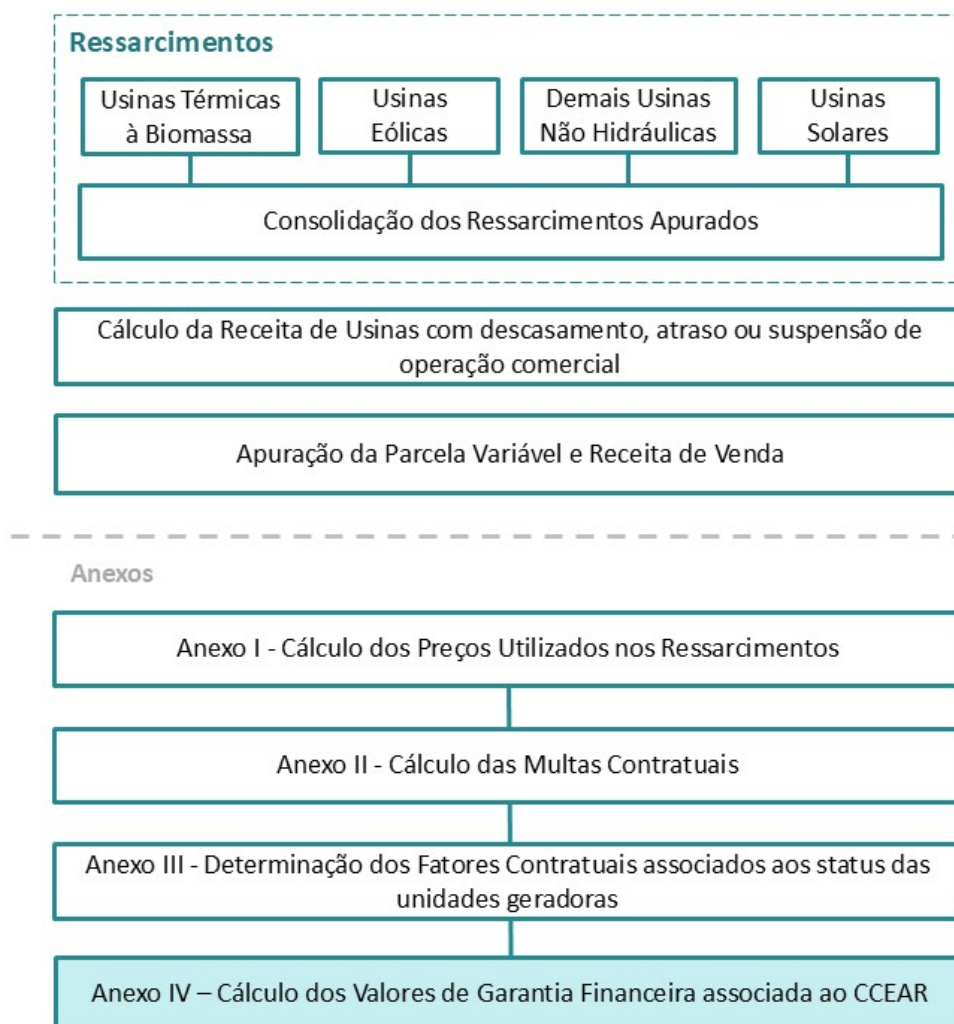 Ressarcimentos
Usinas Térmicas
à Biomassa
Usinas
Eólicas
Demais Usinas
Não Hidráulicas
Usinas
Solares
Consolidação dos Ressarcimentos Apurados
Cálculo da Receita de Usinas com descasamento, atraso ou suspensão de
operação comercial
Apuração da Parcela Variável e Receita de Venda
Anexos
Anexo I - Cálculo dos Preços Utilizados nos Ressarcimentos
Anexo II - Cálculo das Multas Contratuais
Anexo III - Determinação dos Fatores Contratuais associados aos status das
unidades geradoras
Anexo IV – Cálculo dos Valores de Garantia Financeira associada ao CCEAR